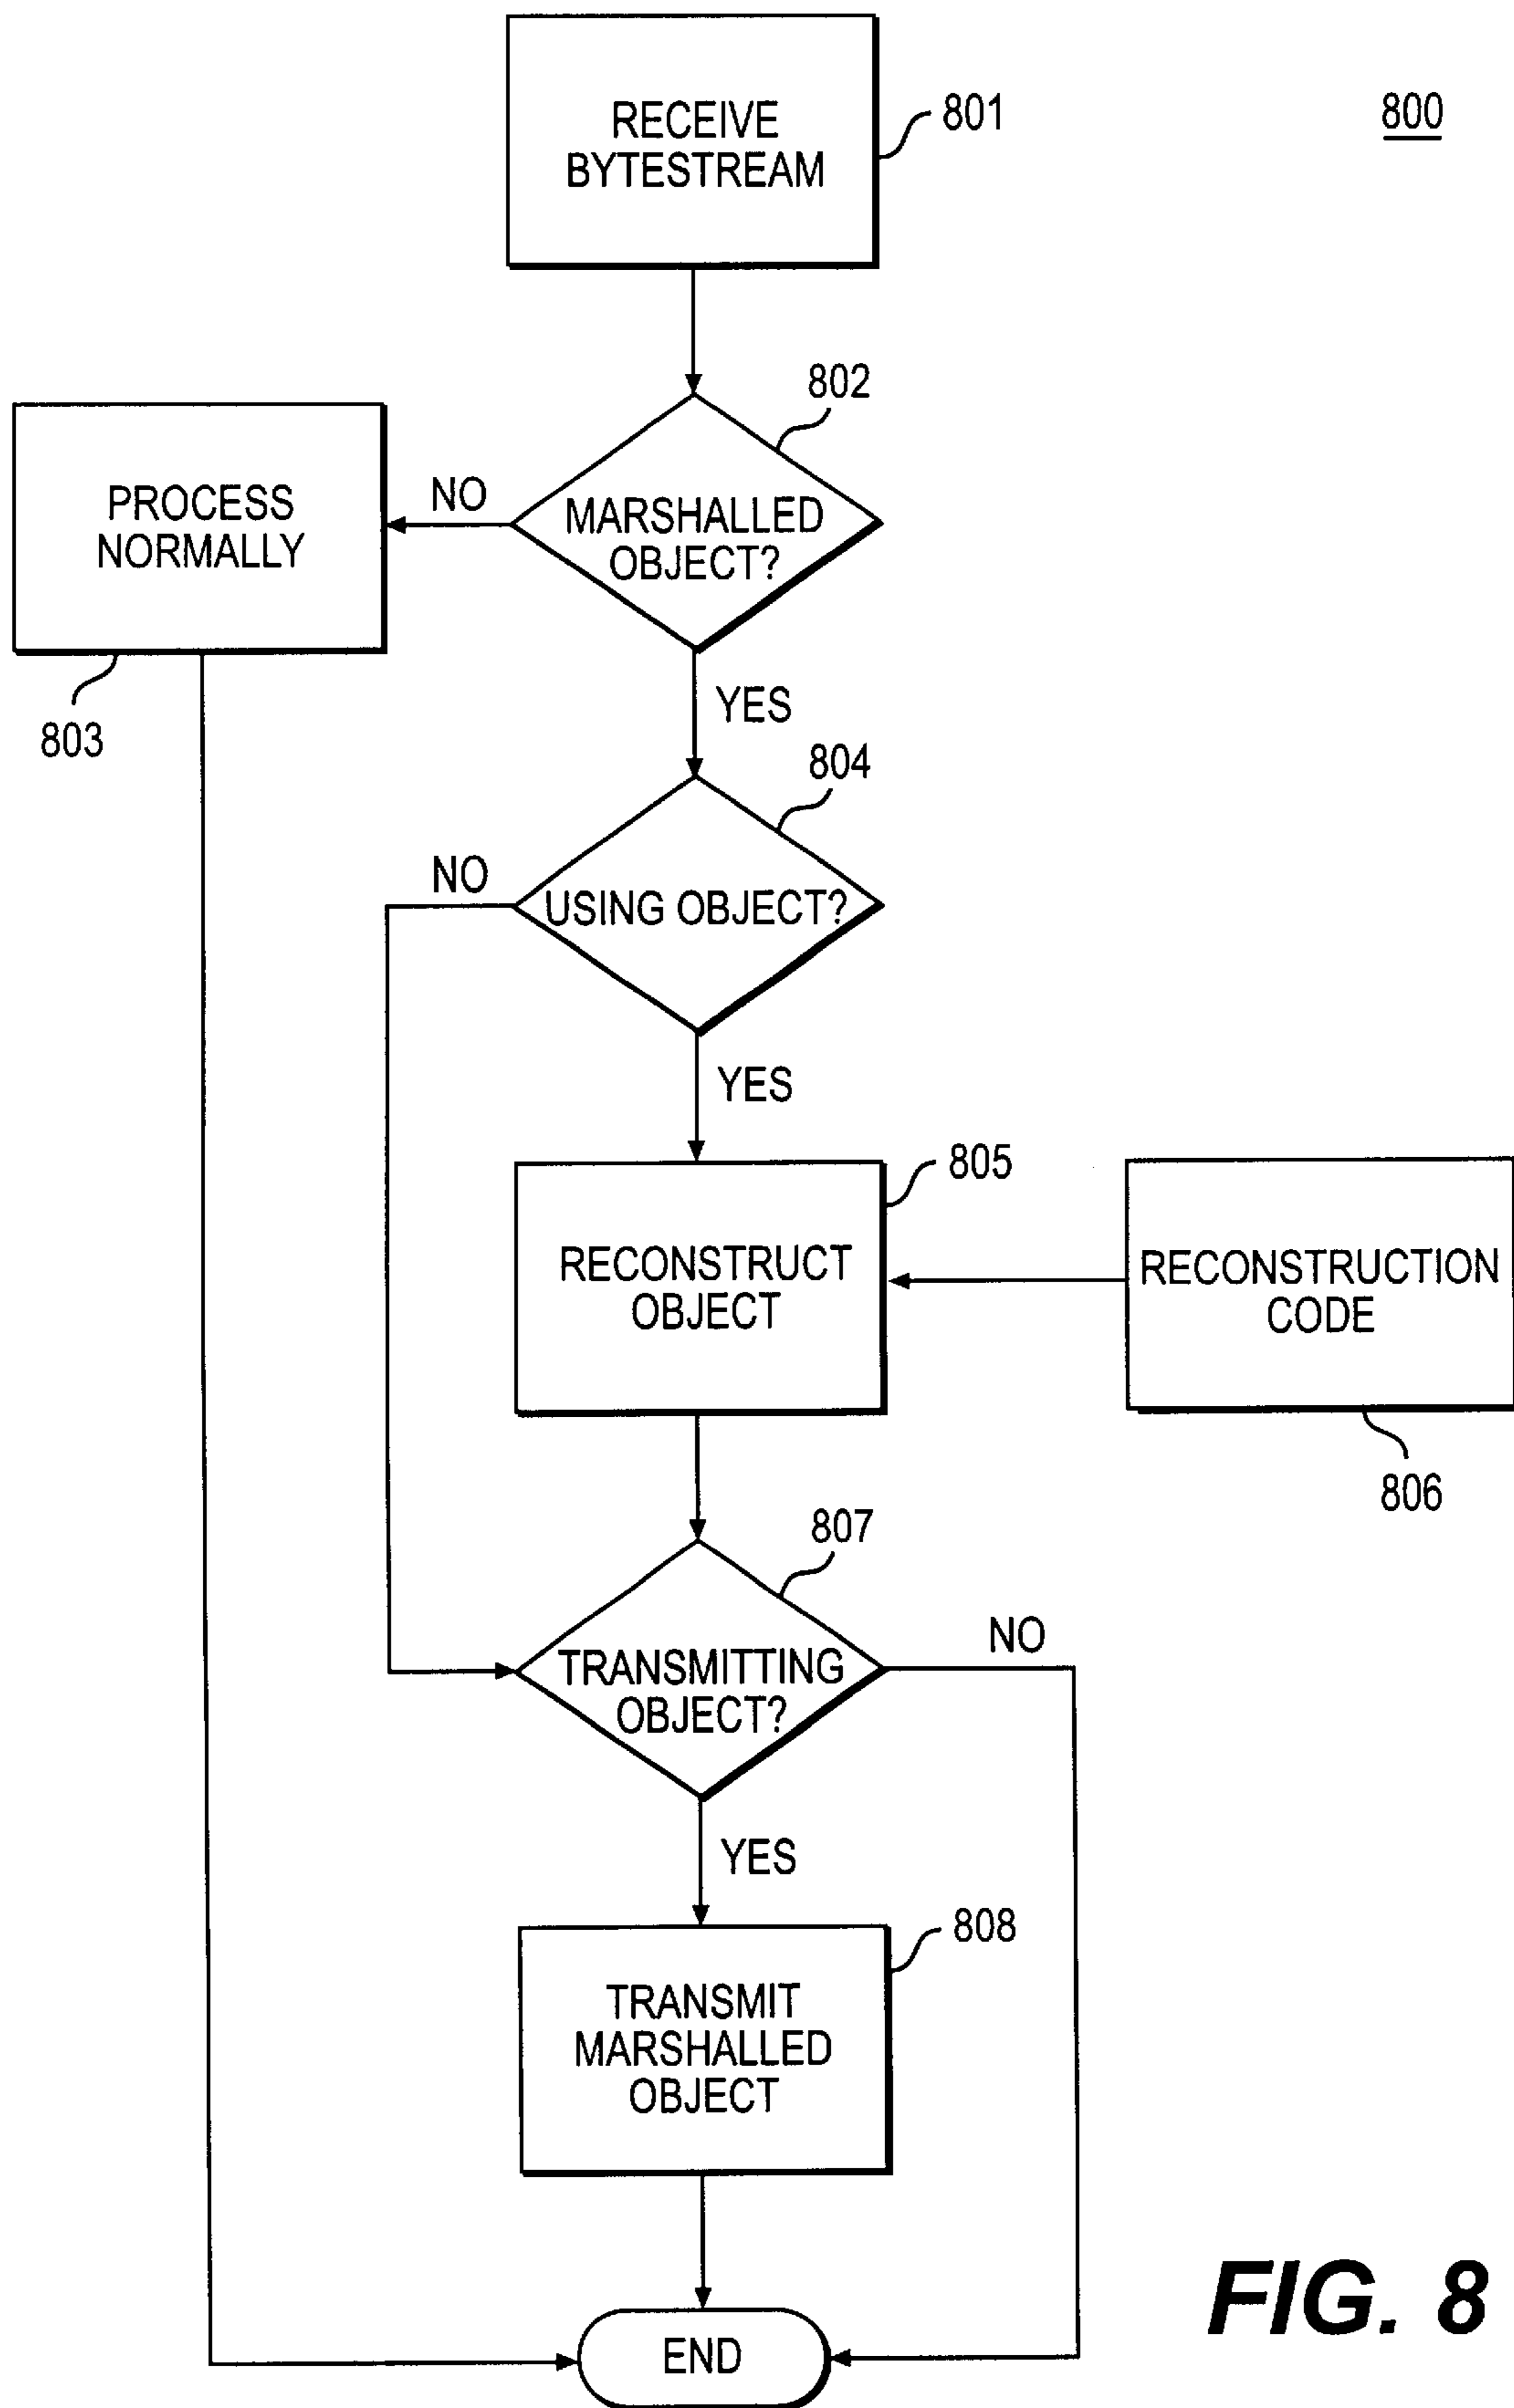 800
RECEIVE
BYTESTREAM
801
802
MARSHALLED
OBJECT?
NO
PROCESS
NORMALLY
803
YES
804
USING OBJECT?
NO
YES
805
RECONSTRUCT
OBJECT
RECONSTRUCTION
CODE
806
807
TRANSMITTING
OBJECT?
NO
YES
808
TRANSMIT
MARSHALLED
OBJECT
END
FIG. 8